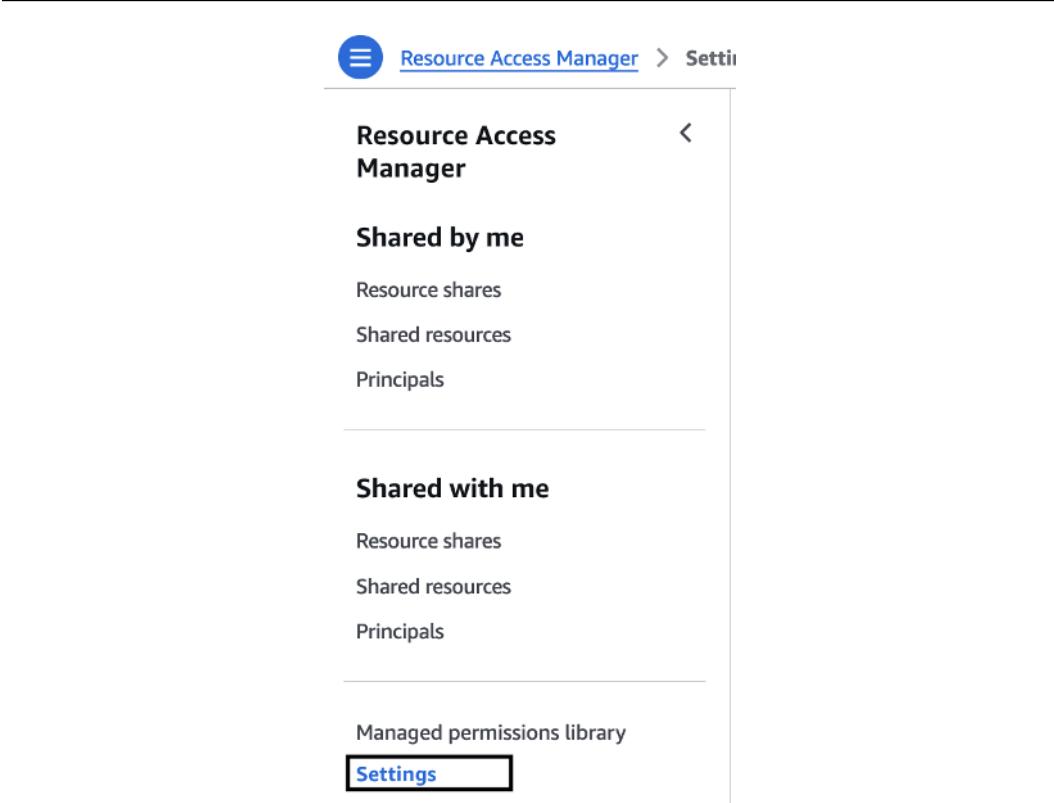 Resource Access Manager > Setti
Resource Access
Manager
Shared by me
Resource shares
Shared resources
Principals
Shared with me
Resource shares
Shared resources
Principals
Managed permissions library
Settings